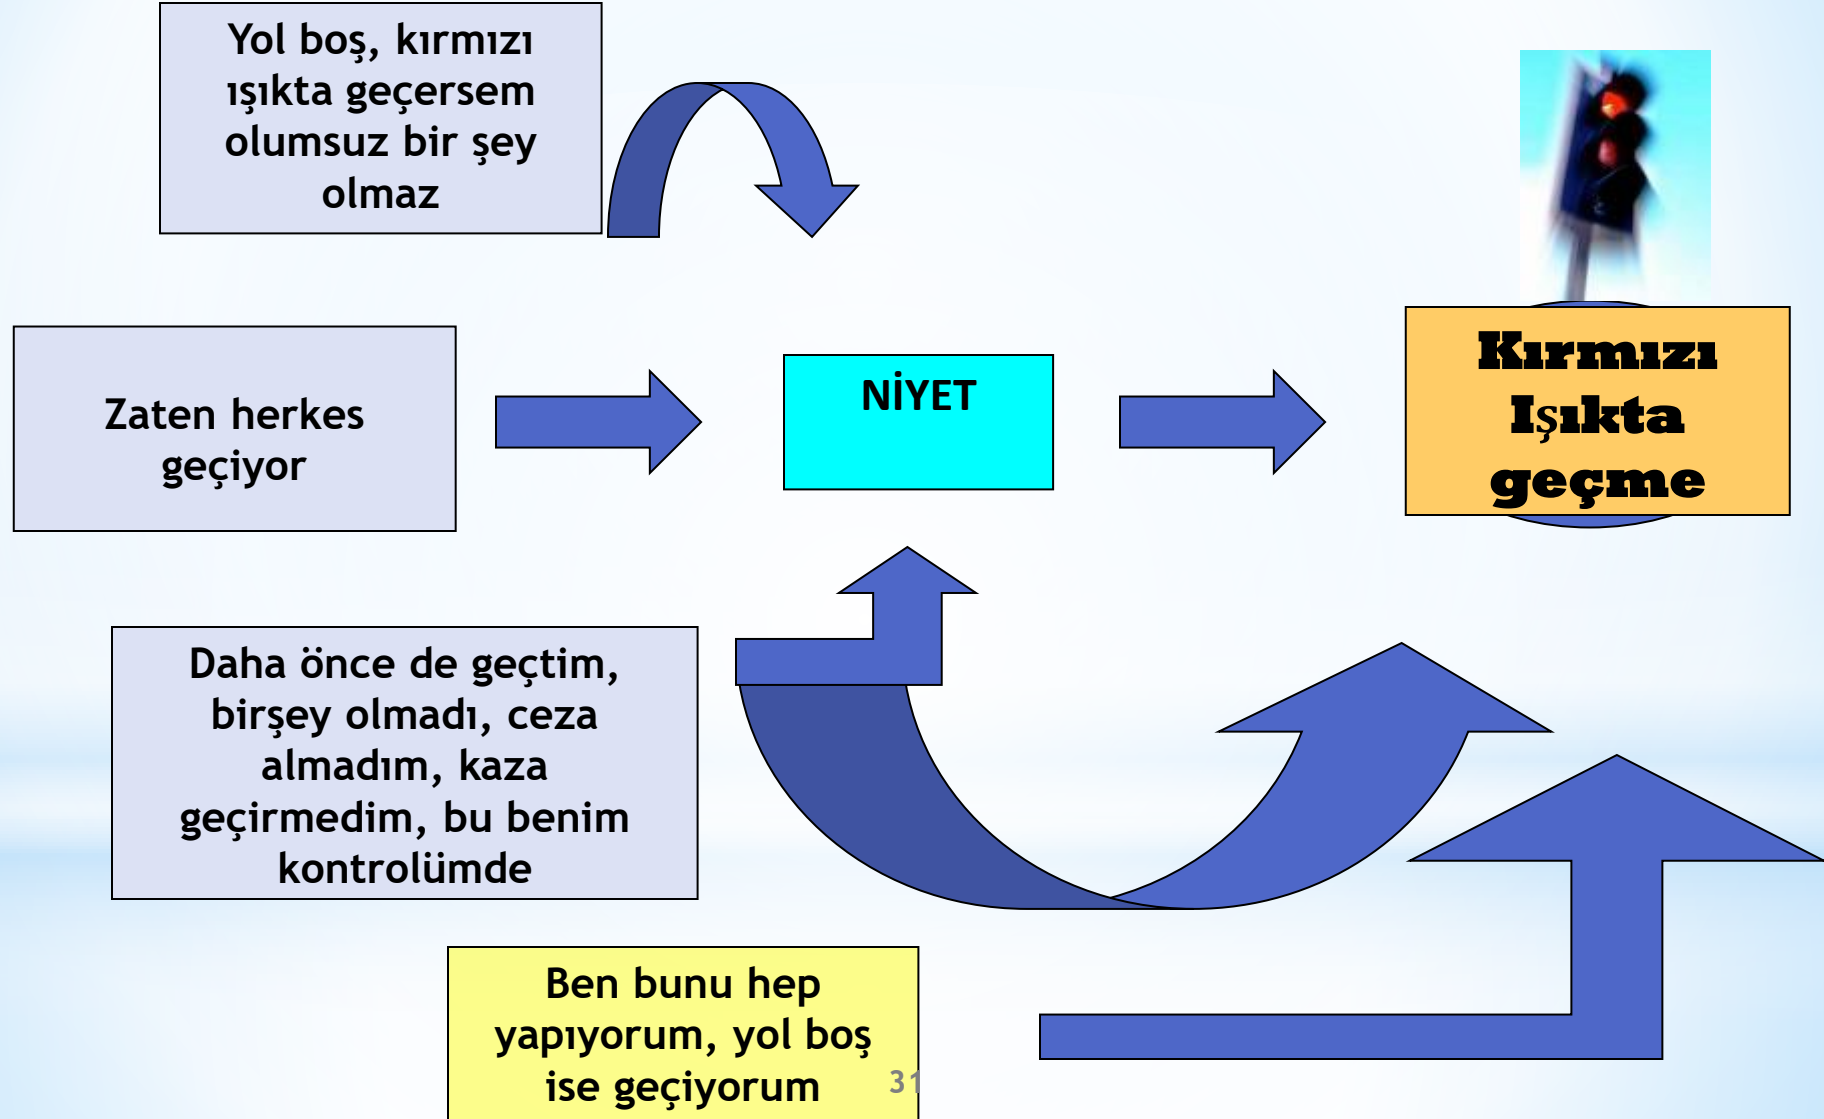 Yol boş, kırmızı
ışıkta geçersem
olumsuz bir şey
olmaz
Zaten herkes
geçiyor
NİYET
Kırmızı
Işıkta
geçme
Daha önce de geçtim,
birşey olmadı, ceza
almadım, kaza
geçirmedim, bu benim
kontrolümde
Ben bunu hep
yapıyorum, yol boş
ise geçiyorum
31